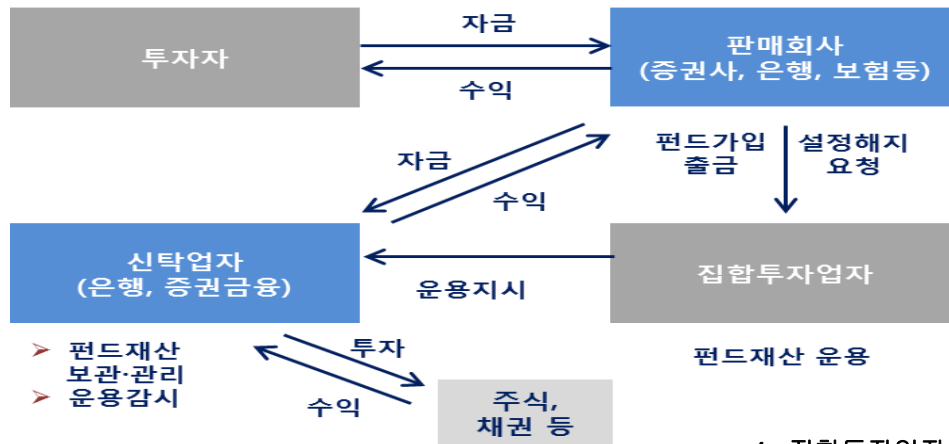 자금
투자자
판매회사
(증권사, 은행, 보험등)
수익
자금
수익
펀드가입
출금
설정해지
요청
신탁업자
(은행, 증권금융)
운용지시
집합투자업자
➢ 펀드재산
보관·관리
➢ 운용감시
투자
수익
주식,
채권 등
펀드재산 운용